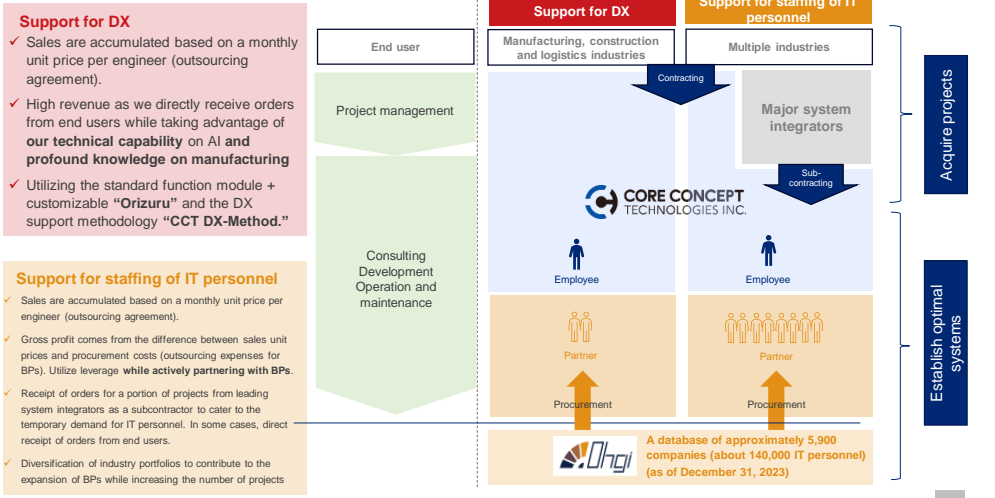 Support for DX
✓ Sales are accumulated based on a monthly
unit price per engineer (outsourcing
agreement).
✓ High revenue as we directly receive orders
from end users while taking advantage of
our technical capability on AI and
profound knowledge on manufacturing
✓ Utilizing the standard function module +
customizable “Orizuru” and the DX
support methodology “CCT DX-Method.”
Support for staffing of IT personnel
✓ Sales are accumulated based on a monthly unit price per
engineer (outsourcing agreement).
✓ Gross profit comes from the difference between sales unit
prices and procurement costs (outsourcing expenses for
BPs). Utilize leverage while actively partnering with BPs.
✓ Receipt of orders for a portion of projects from leading
system integrators as a subcontractor to cater to the
temporary demand for IT personnel. In some cases, direct
receipt of orders from end users.
✓ Diversification of industry portfolios to contribute to the
expansion of BPs while increasing the number of projects
End user
Project management
Consulting
Development
Operation and
maintenance
Support for DX
Support for staffing of IT
personnel
Manufacturing, construction
and logistics industries
Multiple industries
Contracting
Major system
integrators
Sub-
contracting
CORE CONCEPT
TECHNOLOGIES INC.
Employee
Employee
Partner
Partner
Procurement
Procurement
Ohgi
A database of approximately 5,900
companies (about 140,000 IT personnel)
(as of December 31, 2023)
Acquire projects
Establish optimal
systems